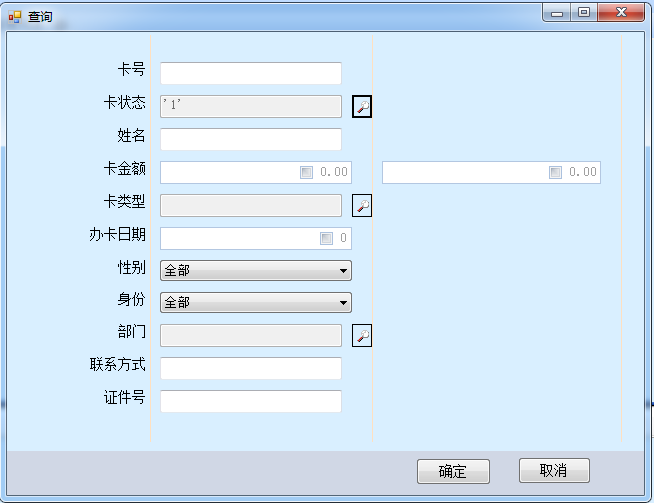 查询
卡号
卡状态 '1'
姓名
卡金额 0.00 0.00
卡类型
办卡日期 0
性别 全部
身份 全部
部门
联系方式
证件号
确定 取消